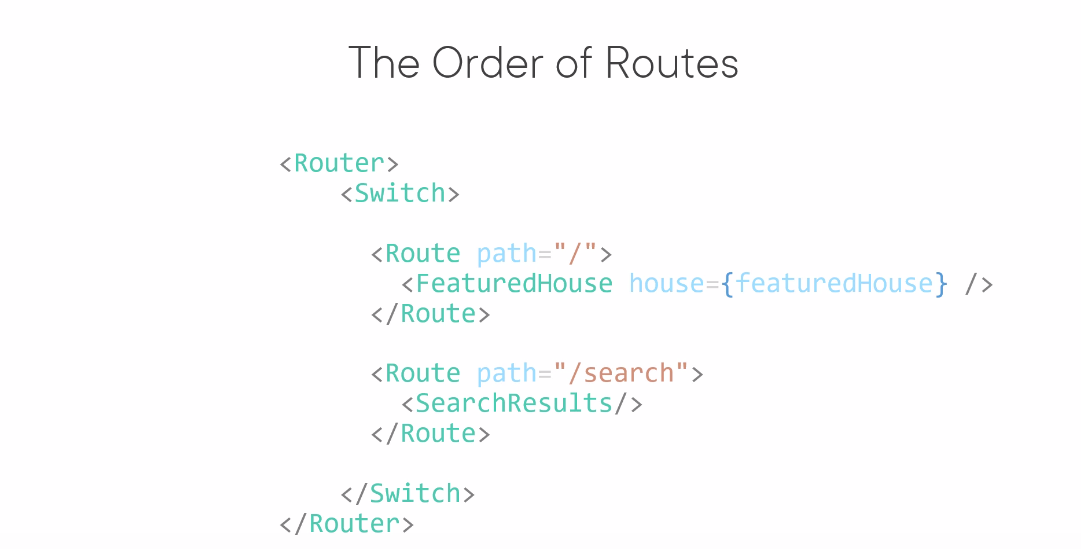 The Order of Routes
<Router>
<Switch>
<Route path="/">
<FeaturedHouse house={featuredHouse} />
</Route>
<Route path="/search">
<SearchResults/>
</Route>
</Switch>
</Router>